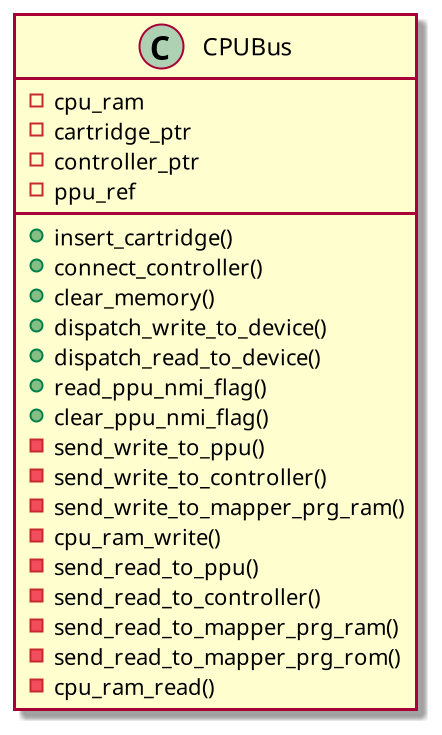 C CPUBus
cpu_ram
cartridge_ptr
controller_ptr
ppu_ref
insert_cartridge()
connect_controller()
clear_memory()
dispatch_write_to_device()
dispatch_read_to_device()
read_ppu_nmi_flag()
clear_ppu_nmi_flag()
send_write_to_ppu()
send_write_to_controller()
send_write_to_mapper_prg_ram()
cpu_ram_write()
send_read_to_ppu()
send_read_to_controller()
send_read_to_mapper_prg_ram()
send_read_to_mapper_prg_rom()
cpu_ram_read()